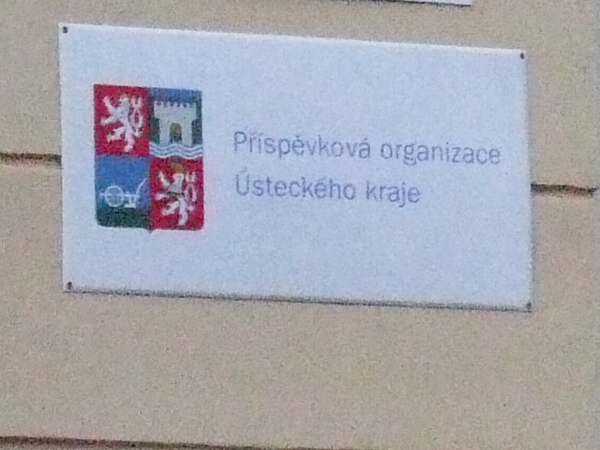 Příspěvková organizace
Ústeckého kraje